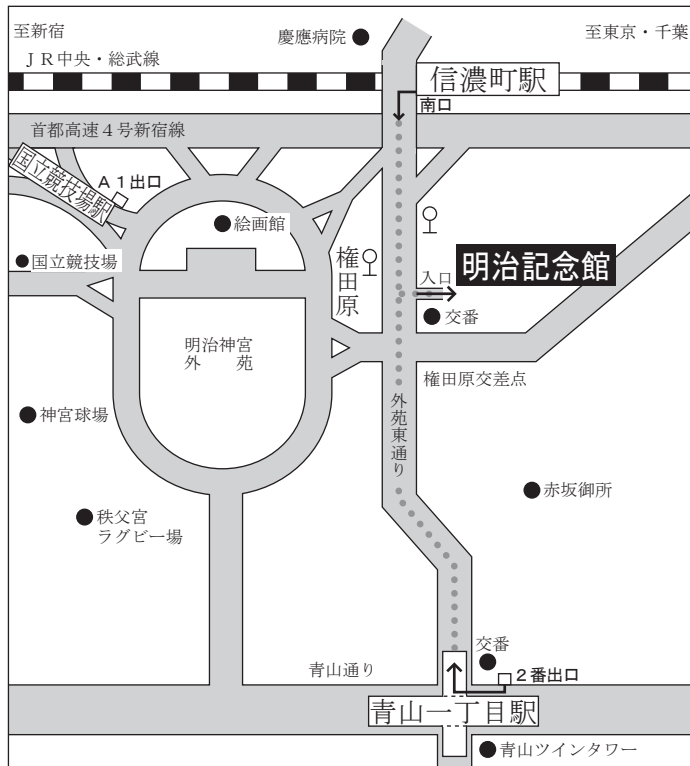 至新宿
慶應病院
至東京・千葉
ＪＲ中央・総武線
信濃町駅
南口
首都高速４号新宿線
国立競技場駅
Ａ１出口
絵画館
国立競技場
権田原
明治記念館
入口
交番
明治神宮
外　苑
権田原交差点
外苑東通り
神宮球場
赤坂御所
秩父宮
ラグビー場
交番
青山通り
２番出口
青山一丁目駅
青山ツインタワー